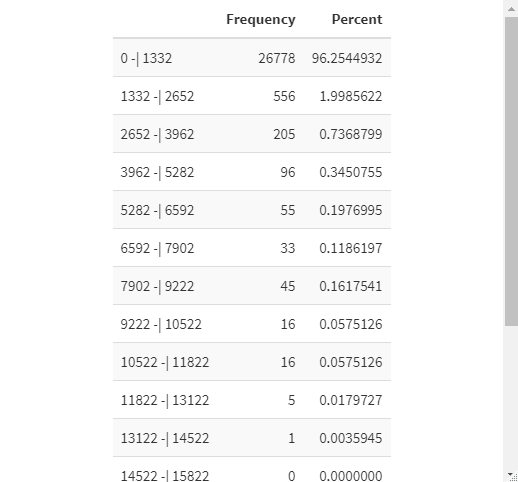 Frequency Percent
0 -| 1332 26778 96.2544932
1332 -| 2652 556 1.9985622
2652 -| 3962 205 0.7368799
3962 -| 5282 96 0.3450755
5282 -| 6592 55 0.1976995
6592 -| 7902 33 0.1186197
7902 -| 9222 45 0.1617541
9222 -| 10522 16 0.0575126
10522 -| 11822 16 0.0575126
11822 -| 13122 5 0.0179727
13122 -| 14522 1 0.0035945
14522 -| 15822 0 0.0000000